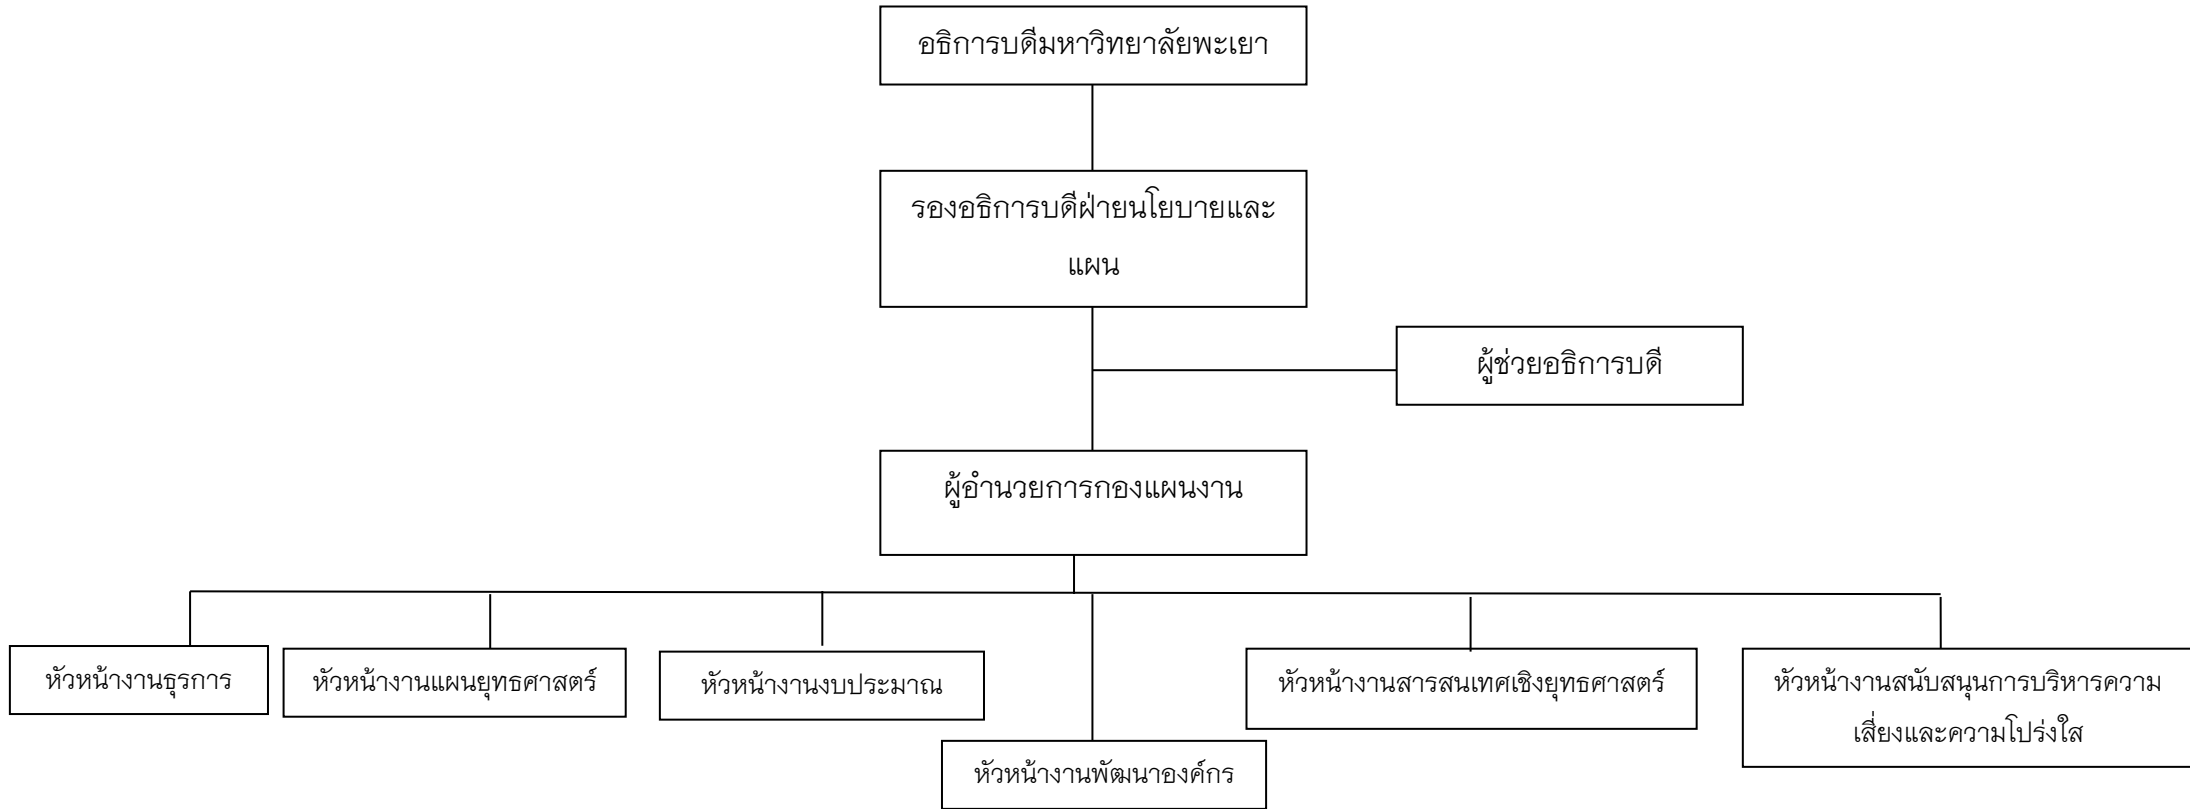 อธิการบดีมหาวิทยาลัยพะเยา
รองอธิการบดีฝ่ายนโยบายและ
แผน
ผู้ช่วยอธิการบดี
ผู้อำนวยการกองแผนงาน
หัวหน้างานธุรการ
หัวหน้างานแผนยุทธศาสตร์
หัวหน้างานงบประมาณ
หัวหน้างานพัฒนาองค์กร
หัวหน้างานสารสนเทศเชิงยุทธศาสตร์
หัวหน้างานสนับสนุนการบริหารความ
เสี่ยงและความโปร่งใส